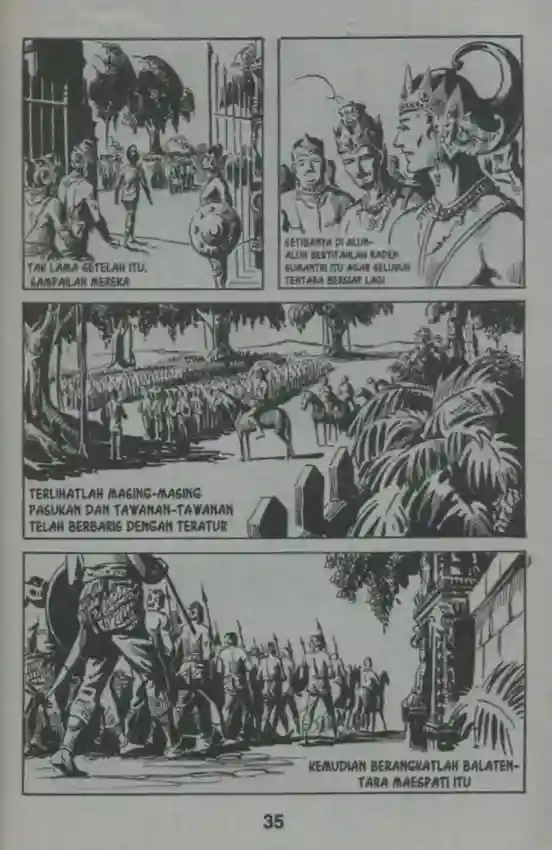 TAK LAMA SETELAH ITU,
SAMPAILAH MEREKA
SETIBANYA DI ALUN-
ALUN BERTITAHLAH RADEN
SUMANTRI ITU AGAR SELURUH
TENTARA BERSIAP LAGI
TERLIHATLAH MASING-MASING
PASUKAN DAN TAWANAN-TAWANAN
TELAH BERBARIS DENGAN TERATUR
KEMUDIAN BERANGKATLAH BALATEN-
TARA MAESPATI ITU
35